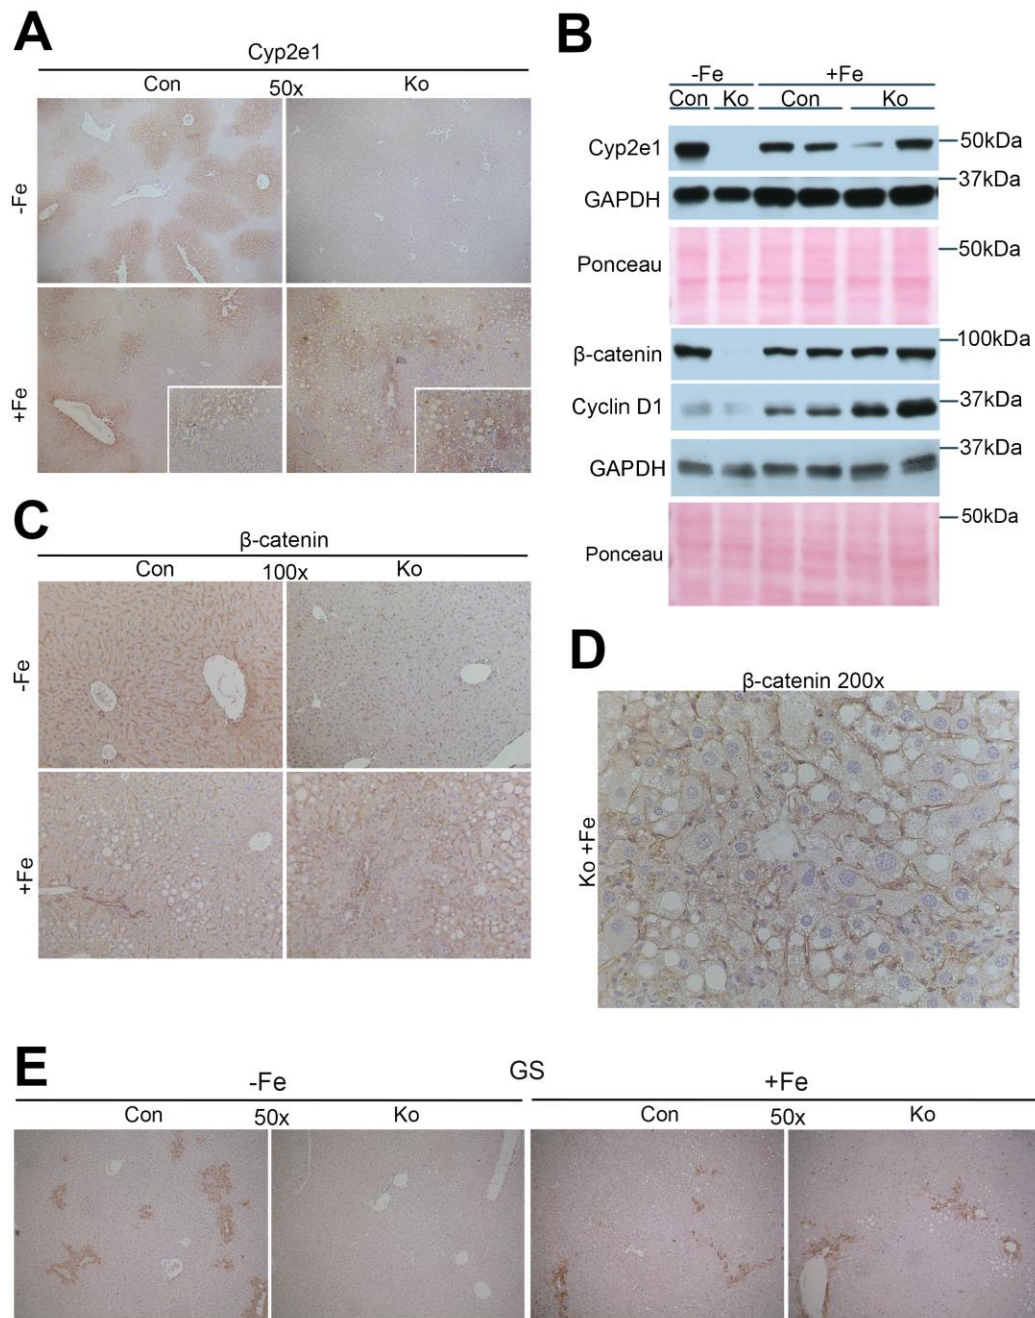 A
Cyp2e1
Con 50x Ko
-Fe
+Fe
B
-Fe +Fe
Con Ko Con Ko
Cyp2e1
50kDa
37kDa
GAPDH
Ponceau
50kDa
β-catenin
100kDa
Cyclin D1
37kDa
GAPDH
37kDa
Ponceau
50kDa
C
β-catenin
Con 100x Ko
-Fe
+Fe
D
β-catenin 200x
Ko +Fe
E
GS
-Fe +Fe
Con 50x Ko Con 50x Ko